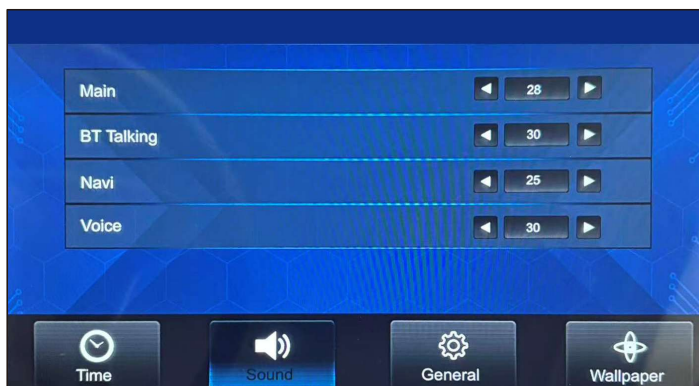 Main 28
BT Talking 30
Navi 25
Voice 30
Time Sound General Wallpaper